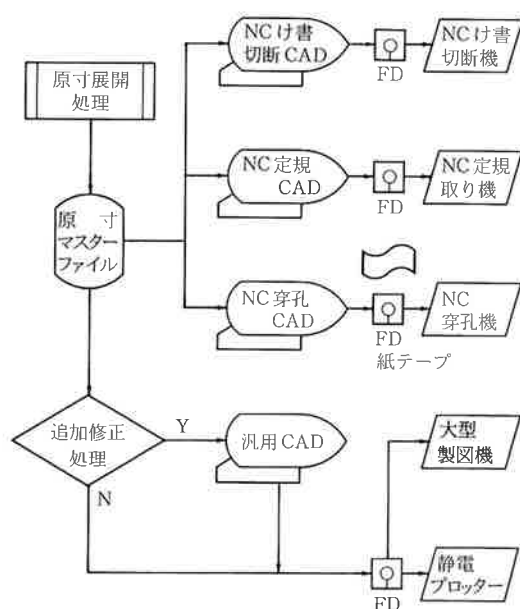 原寸展開
処理
原 寸
マスター
ファイル
NCけ書
切断CAD
FD
NCけ書
切断機
NC定規
CAD
FD
NC定規
取り機
NC穿孔
CAD
FD
紙テープ
NC
穿孔機
追加修正
処理
Y
N
汎用CAD
FD
大型
製図機
静電
プロッター